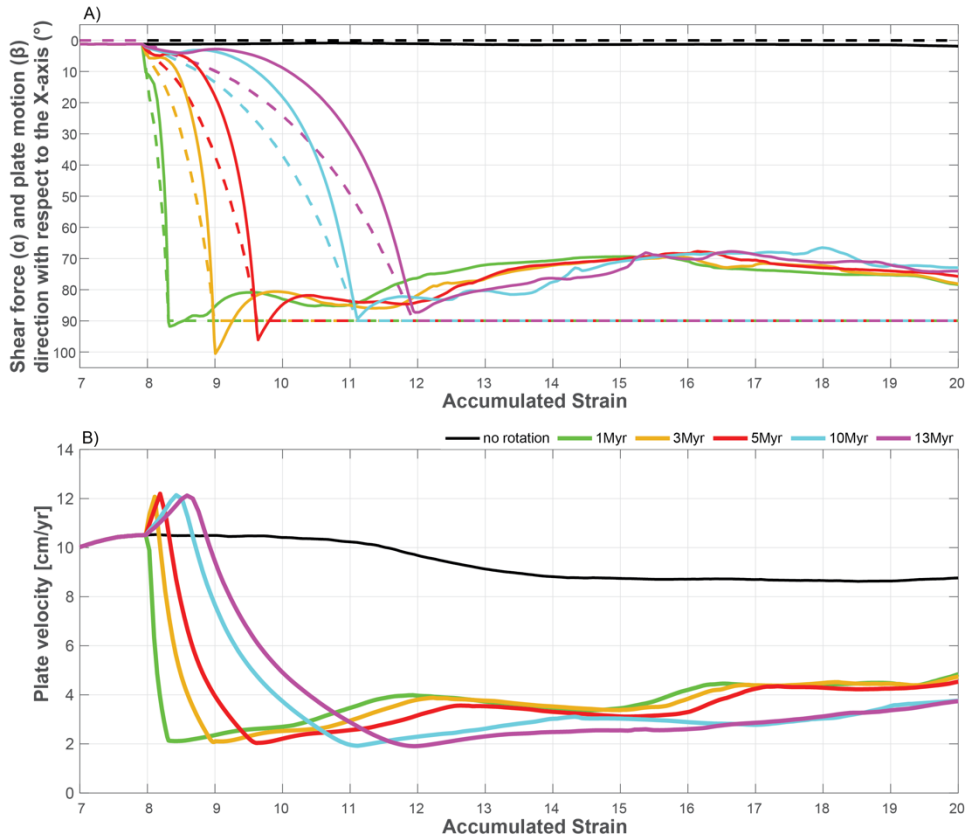 A)
Shear force (α) and plate motion (β)
direction with respect to the X-axis (°)
0
10
20
30
40
50
60
70
80
90
100
7 8 9 10 11 12 13 14 15 16 17 18 19 20
Accumulated Strain
B)
no rotation 1Myr 3Myr 5Myr 10Myr 13Myr
Plate velocity [cm/yr]
14
12
10
8
6
4
2
0
7 8 9 10 11 12 13 14 15 16 17 18 19 20
Accumulated Strain